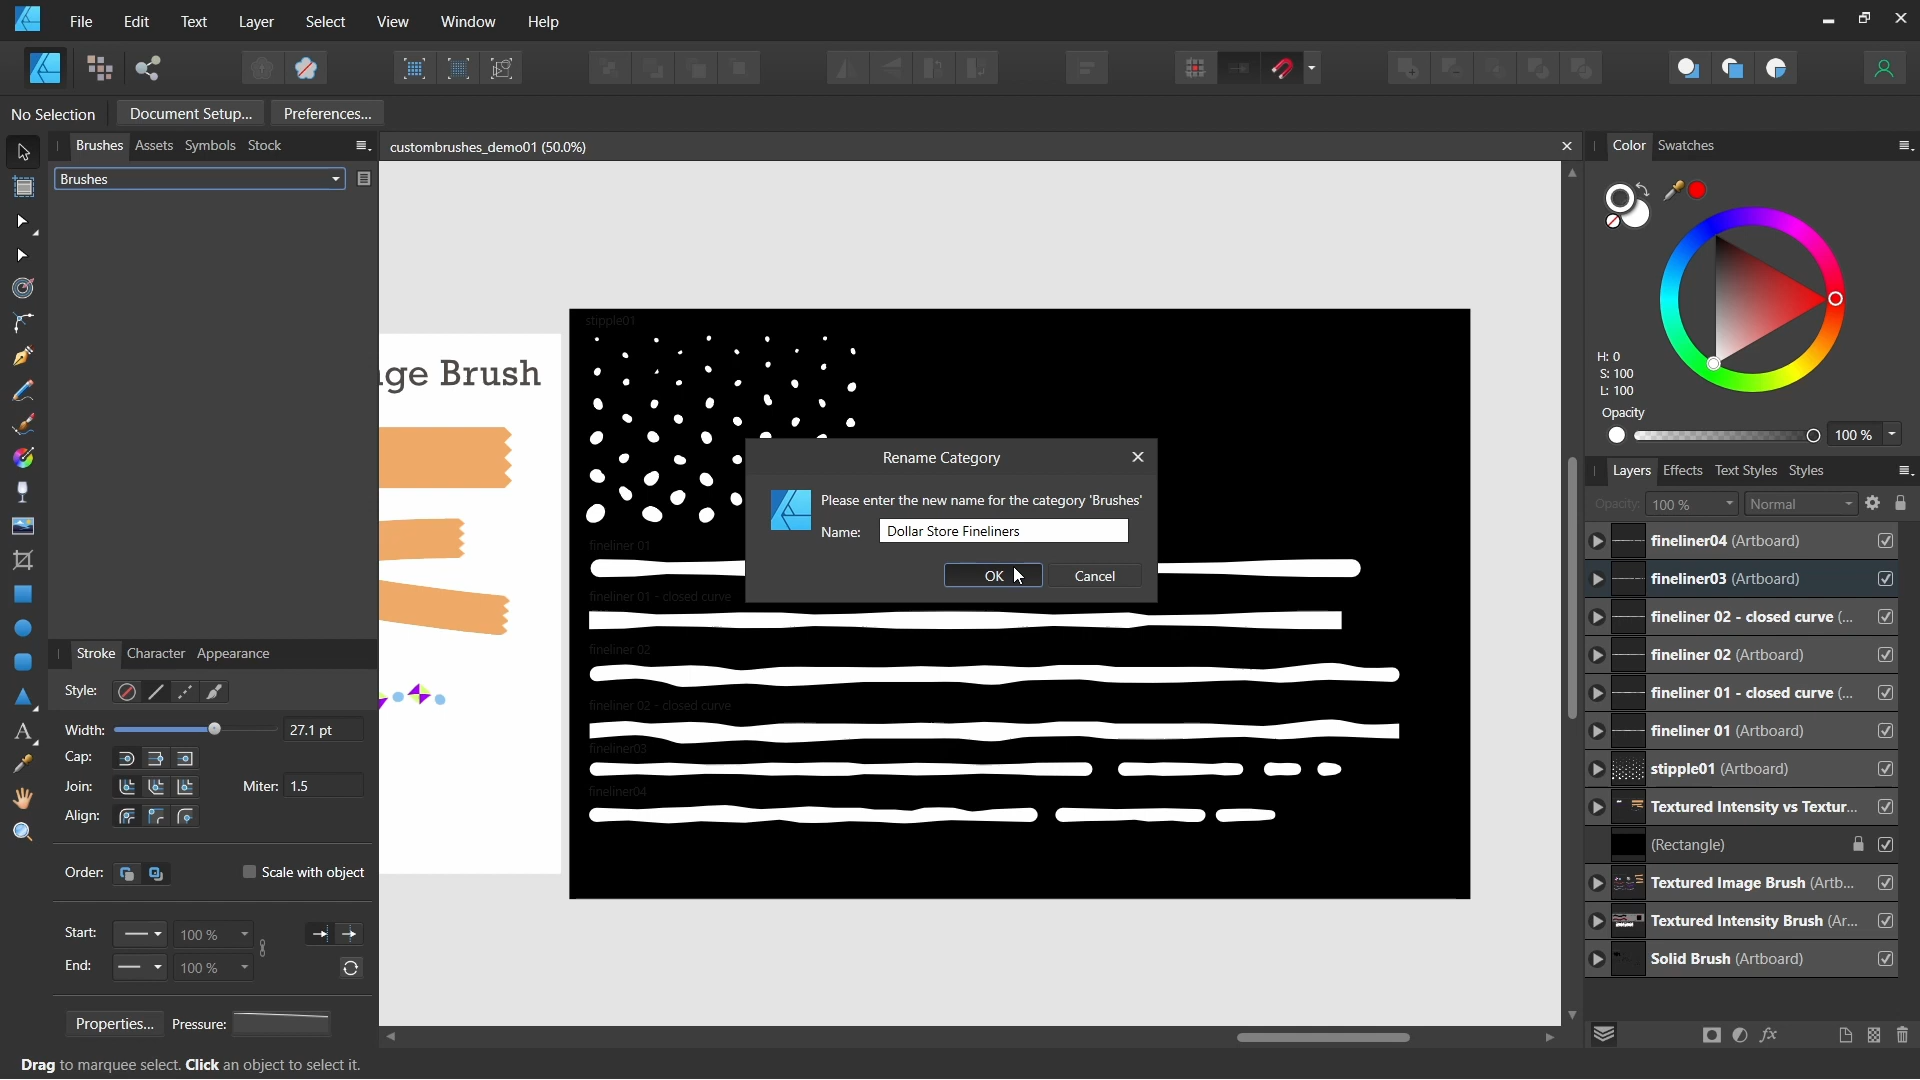 File Edit Text Layer Select View Window Help
No Selection Document Setup... Preferences...
Brushes Assets Symbols Stock
custombrushes_demo01 (50.0%)
Color Swatches
Brushes
H: 0
S: 100
L: 100
Opacity
100 %
stipple01
ge Brush
Rename Category
Please enter the new name for the category 'Brushes'
Name: Dollar Store Fineliners
OK Cancel
fineliner 01
fineliner 01 - closed curve
fineliner 02
fineliner 02 - closed curve
fineliner03
fineliner04
Layers Effects Text Styles Styles
Opacity: 100 % Normal
fineliner04 (Artboard)
fineliner03 (Artboard)
fineliner 02 - closed curve (...
fineliner 02 (Artboard)
fineliner 01 - closed curve (...
fineliner 01 (Artboard)
stipple01 (Artboard)
Textured Intensity vs Textur...
(Rectangle)
Textured Image Brush (Artb...
Textured Intensity Brush (Ar...
Solid Brush (Artboard)
Stroke Character Appearance
Style:
Width: 27.1 pt
Cap:
Join: Miter: 1.5
Align:
Order: Scale with object
Start: 100 %
End: 100 %
Properties... Pressure:
Drag to marquee select. Click an object to select it.